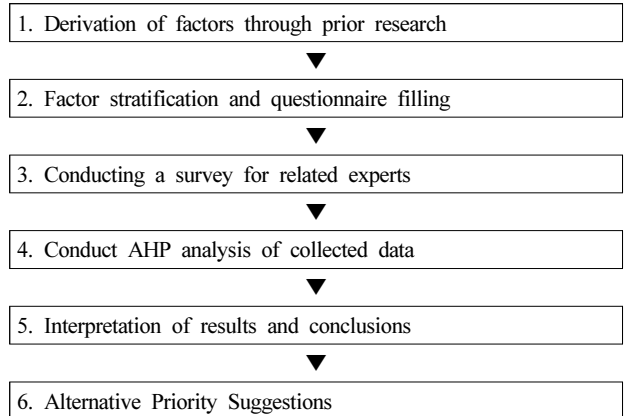 1. Derivation of factors through prior research
2. Factor stratification and questionnaire filling
3. Conducting a survey for related experts
4. Conduct AHP analysis of collected data
5. Interpretation of results and conclusions
6. Alternative Priority Suggestions